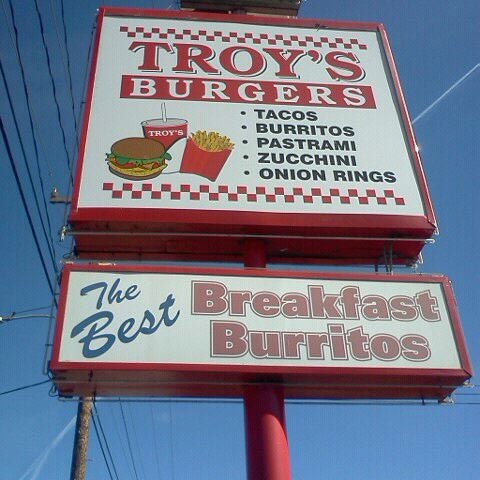 TROY'S
BURGERS
• TACOS
• BURRITOS
• PASTRAMI
• ZUCCHINI
• ONION RINGS
TROY'S
The
Best
Breakfast
Burritos